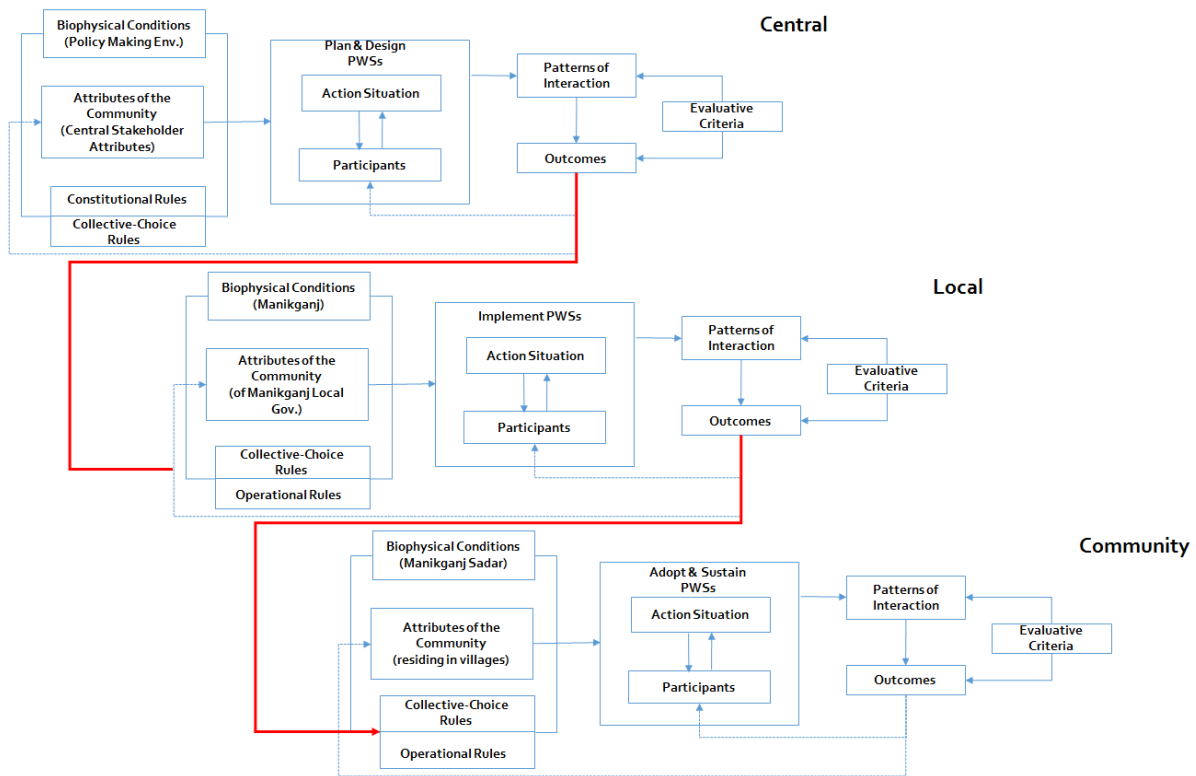 Central
Biophysical Conditions
(Policy Making Env.)
Attributes of the
Community
(Central Stakeholder
Attributes)
Constitutional Rules
Collective-Choice
Rules
Plan & Design
PWSs
Action Situation
Participants
Patterns of
Interaction
Outcomes
Evaluative
Criteria
Local
Biophysical Conditions
(Manikganj)
Attributes of the
Community
(of Manikganj Local
Gov.)
Collective-Choice
Rules
Operational Rules
Implement PWSs
Action Situation
Participants
Patterns of
Interaction
Outcomes
Evaluative
Criteria
Community
Biophysical Conditions
(Manikganj Sadar)
Attributes of the
Community
(residing in villages)
Collective-Choice
Rules
Operational Rules
Adopt & Sustain
PWSs
Action Situation
Participants
Patterns of
Interaction
Outcomes
Evaluative
Criteria